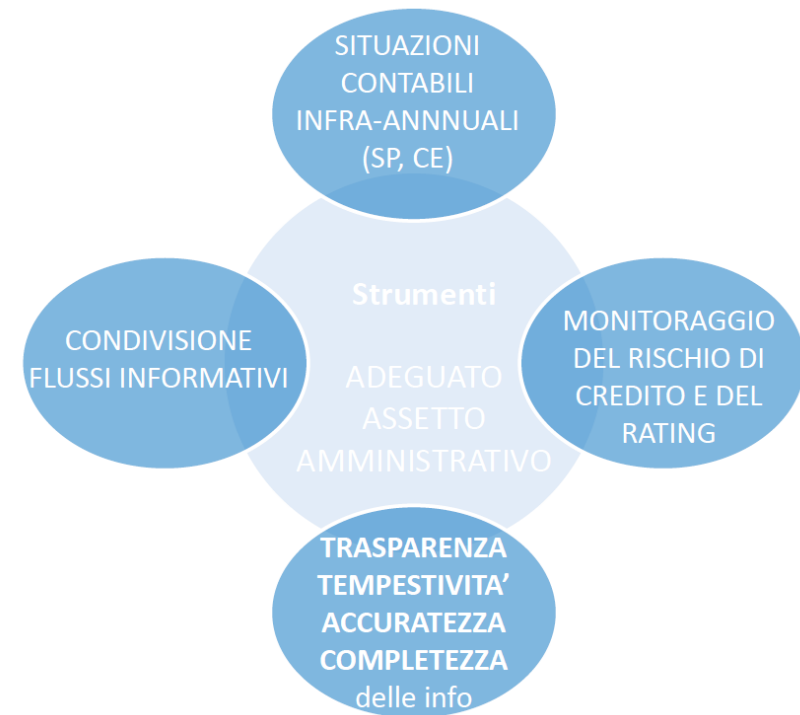 SITUAZIONI
CONTABILI
INFRA-ANNNUALI
(SP, CE)
Strumenti
ADEGUATO
ASSETTO
AMMINISTRATIVO
CONDIVISIONE
FLUSSI INFORMATIVI
MONITORAGGIO
DEL RISCHIO DI
CREDITO E DEL
RATING
TRASPARENZA
TEMPESTIVITA’
ACCURATEZZA
COMPLETEZZA
delle info